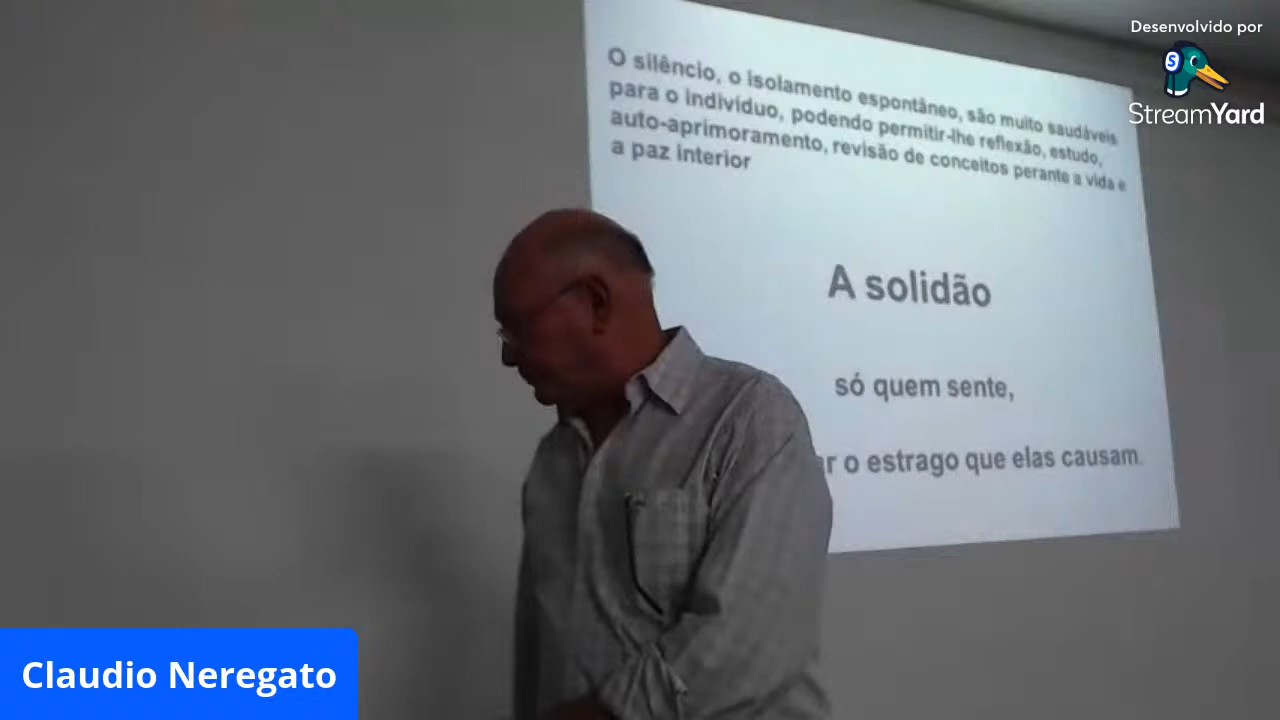 Desenvolvido por
StreamYard
O silêncio, o isolamento espontâneo, são muito saudáveis
para o indivíduo, podendo permitir-lhe reflexão, estudo,
auto-aprimoramento, revisão de conceitos perante a vida e
a paz interior
A solidão
só quem sente,
o estrago que elas causam.
Claudio Neregato